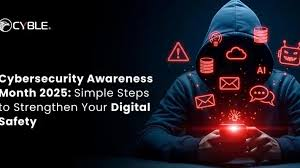 CYBLE
Cybersecurity Awareness
Month 2025: Simple Steps
to Strengthen Your Digital
Safety
AI